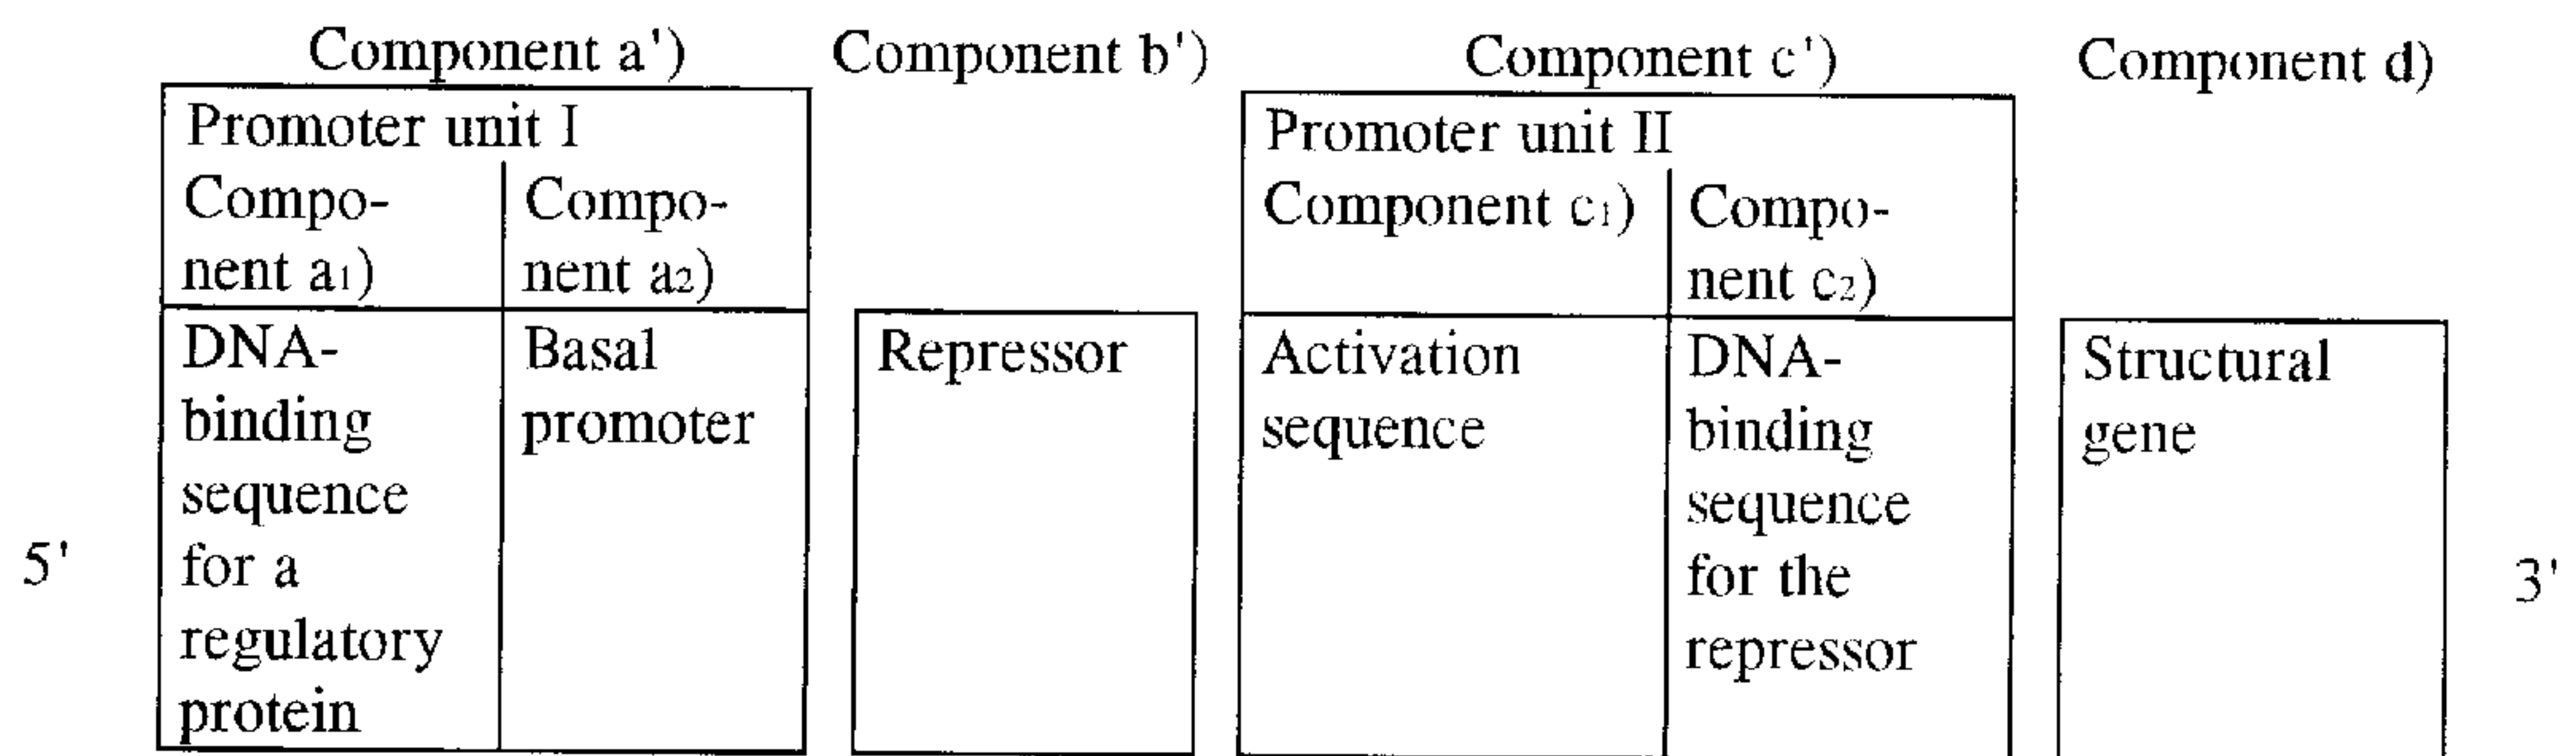 Component a') Component b') Component c') Component d)
Promoter unit I
Compo-
nent a1)
Compo-
nent a2)
DNA-
binding
sequence
for a
regulatory
protein
Basal
promoter
Repressor
Promoter unit II
Component c1)
Compo-
nent c2)
Activation
sequence
DNA-
binding
sequence
for the
repressor
Structural
gene
5'
3'